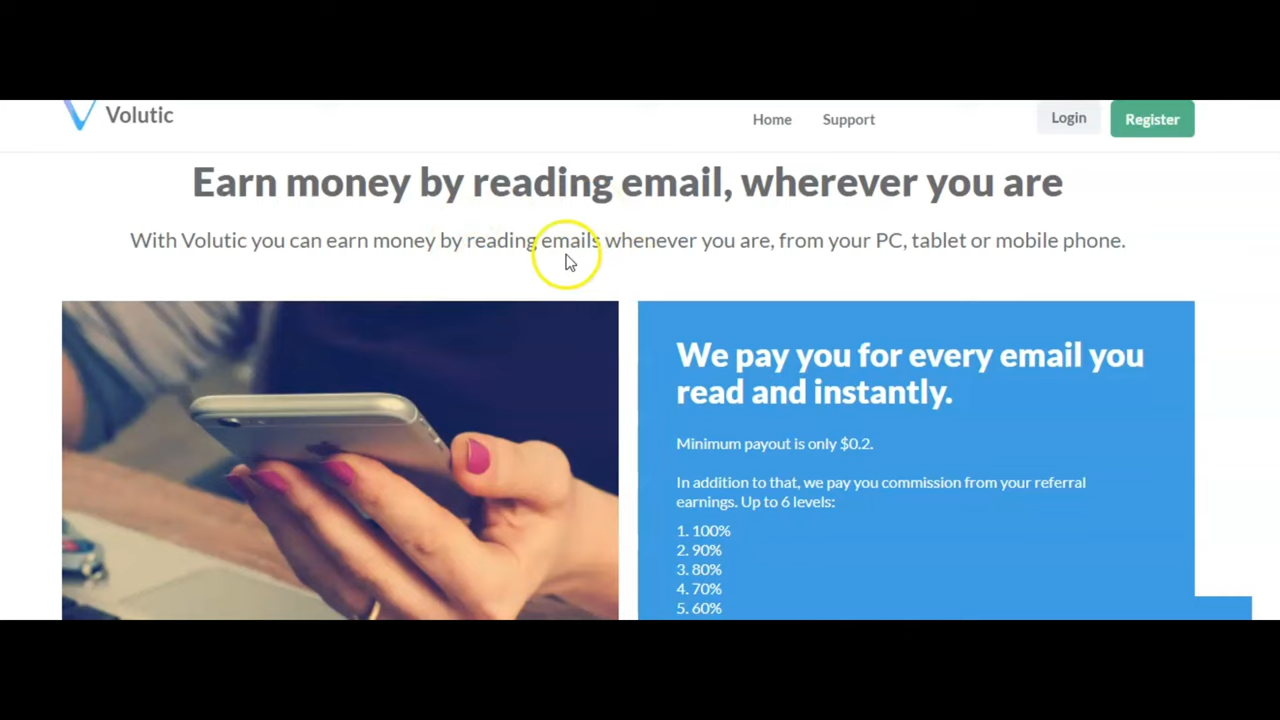 Volutic
Home
Support
Login
Register
Earn money by reading email, wherever you are
With Volutic you can earn money by reading emails whenever you are, from your PC, tablet or mobile phone.
We pay you for every email you
read and instantly.
Minimum payout is only $0.2.
In addition to that, we pay you commission from your referral
earnings. Up to 6 levels:
1. 100%
2. 90%
3. 80%
4. 70%
5. 60%